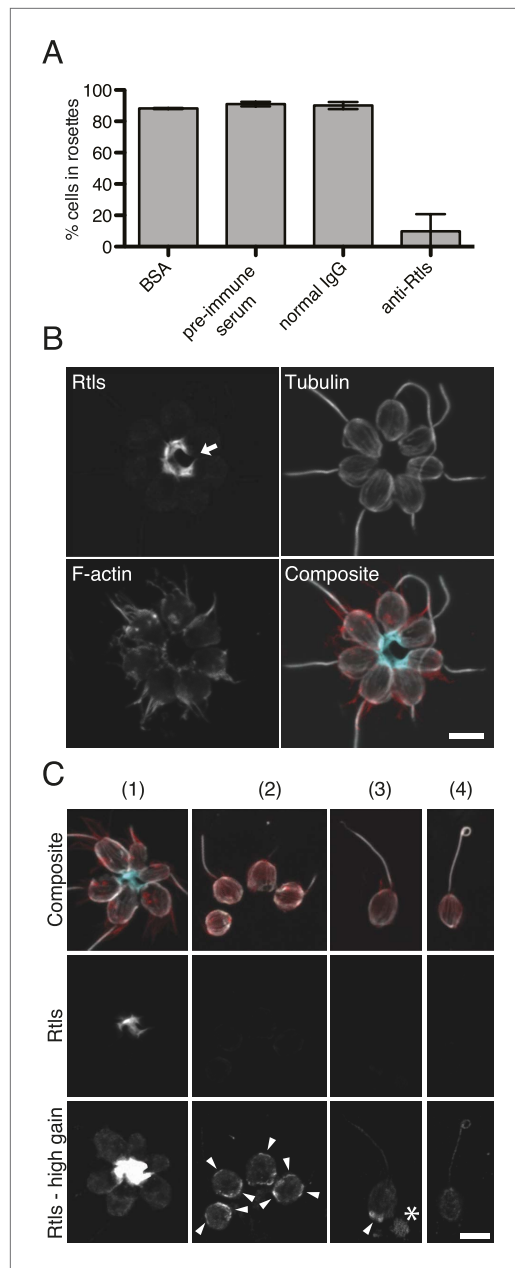 A
% cells in rosettes
100
80
60
40
20
0
BSA
pre-immune
serum
normal IgG
anti-Rtls
B
Rtls
Tubulin
F-actin
Composite
C
(1)
(2)
(3)
(4)
Composite
Rtls
Rtls - high gain
*